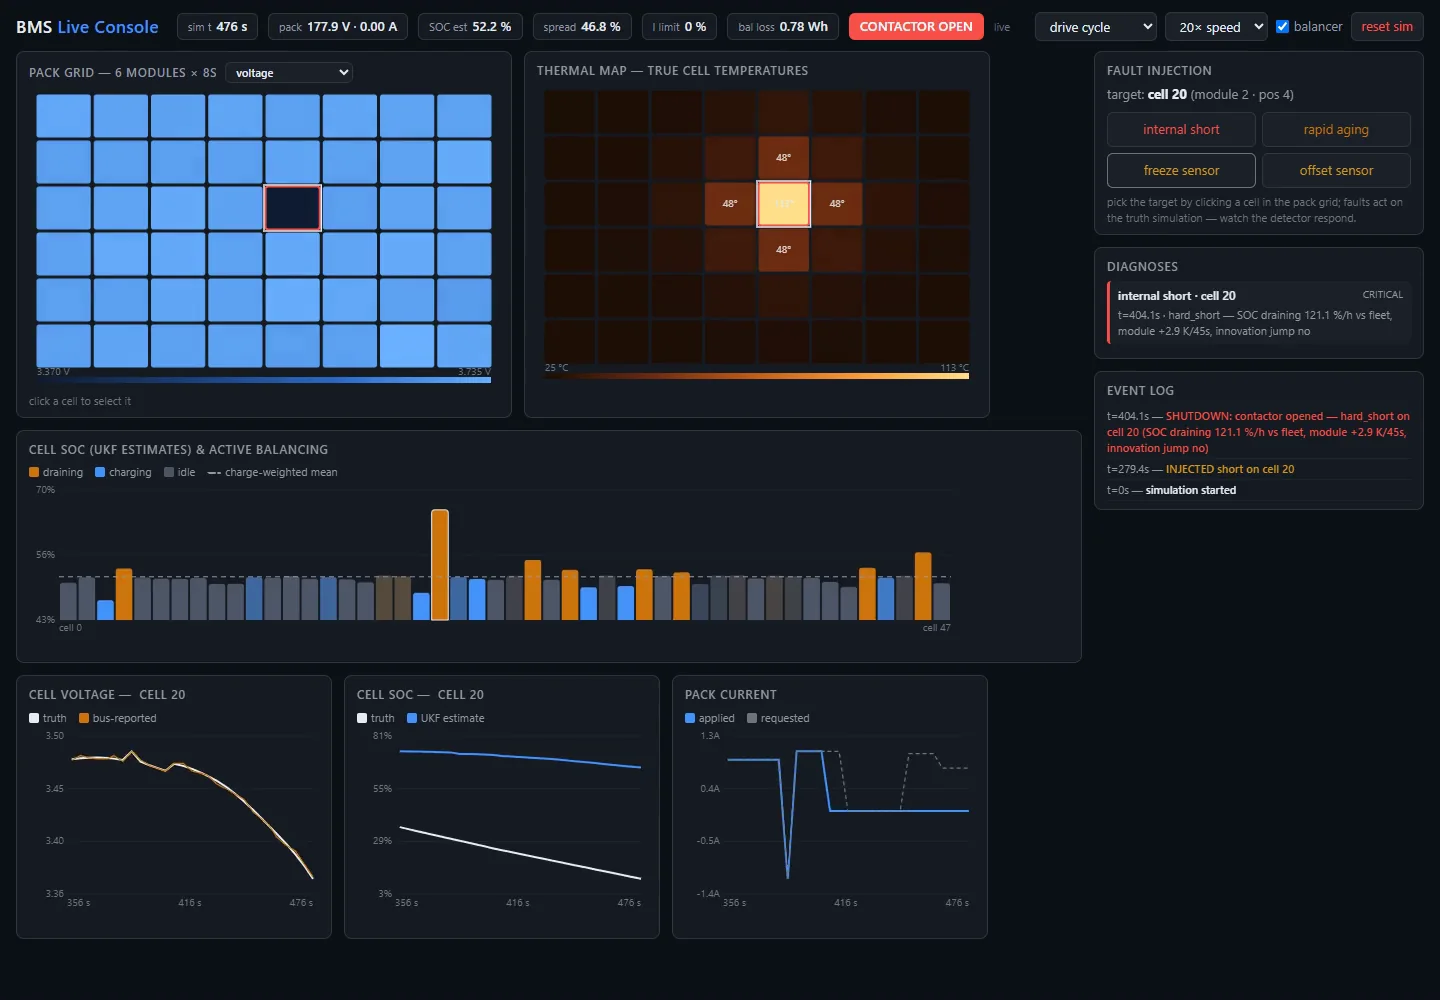 BMS Live Console
sim t 476 s
pack 177.9 V · 0.00 A
SOC est 52.2 %
spread 46.8 %
I limit 0 %
bal loss 0.78 Wh
CONTACTOR OPEN
live
drive cycle
20× speed
balancer
reset sim
PACK GRID — 6 MODULES × 8S
voltage
3.370 V
3.735 V
click a cell to select it
THERMAL MAP — TRUE CELL TEMPERATURES
48°
48°
48°
48°
25 °C
113 °C
FAULT INJECTION
target: cell 20 (module 2 · pos 4)
internal short
rapid aging
freeze sensor
offset sensor
pick the target by clicking a cell in the pack grid; faults act on
the truth simulation — watch the detector respond.
DIAGNOSES
internal short · cell 20
CRITICAL
t=404.1s · hard_short — SOC draining 121.1 %/h vs fleet,
module +2.9 K/45s, innovation jump no
EVENT LOG
t=404.1s — SHUTDOWN: contactor opened — hard_short on
cell 20 (SOC draining 121.1 %/h vs fleet, module +2.9 K/45s,
innovation jump no)
t=279.4s — INJECTED short on cell 20
t=0s — simulation started
CELL SOC (UKF ESTIMATES) & ACTIVE BALANCING
draining
charging
idle
charge-weighted mean
70%
56%
43%
cell 0
cell 47
CELL VOLTAGE — CELL 20
truth
bus-reported
3.50
3.45
3.40
3.36
356 s
416 s
476 s
CELL SOC — CELL 20
truth
UKF estimate
81%
55%
29%
3%
356 s
416 s
476 s
PACK CURRENT
applied
requested
1.3A
0.4A
-0.5A
-1.4A
356 s
416 s
476 s